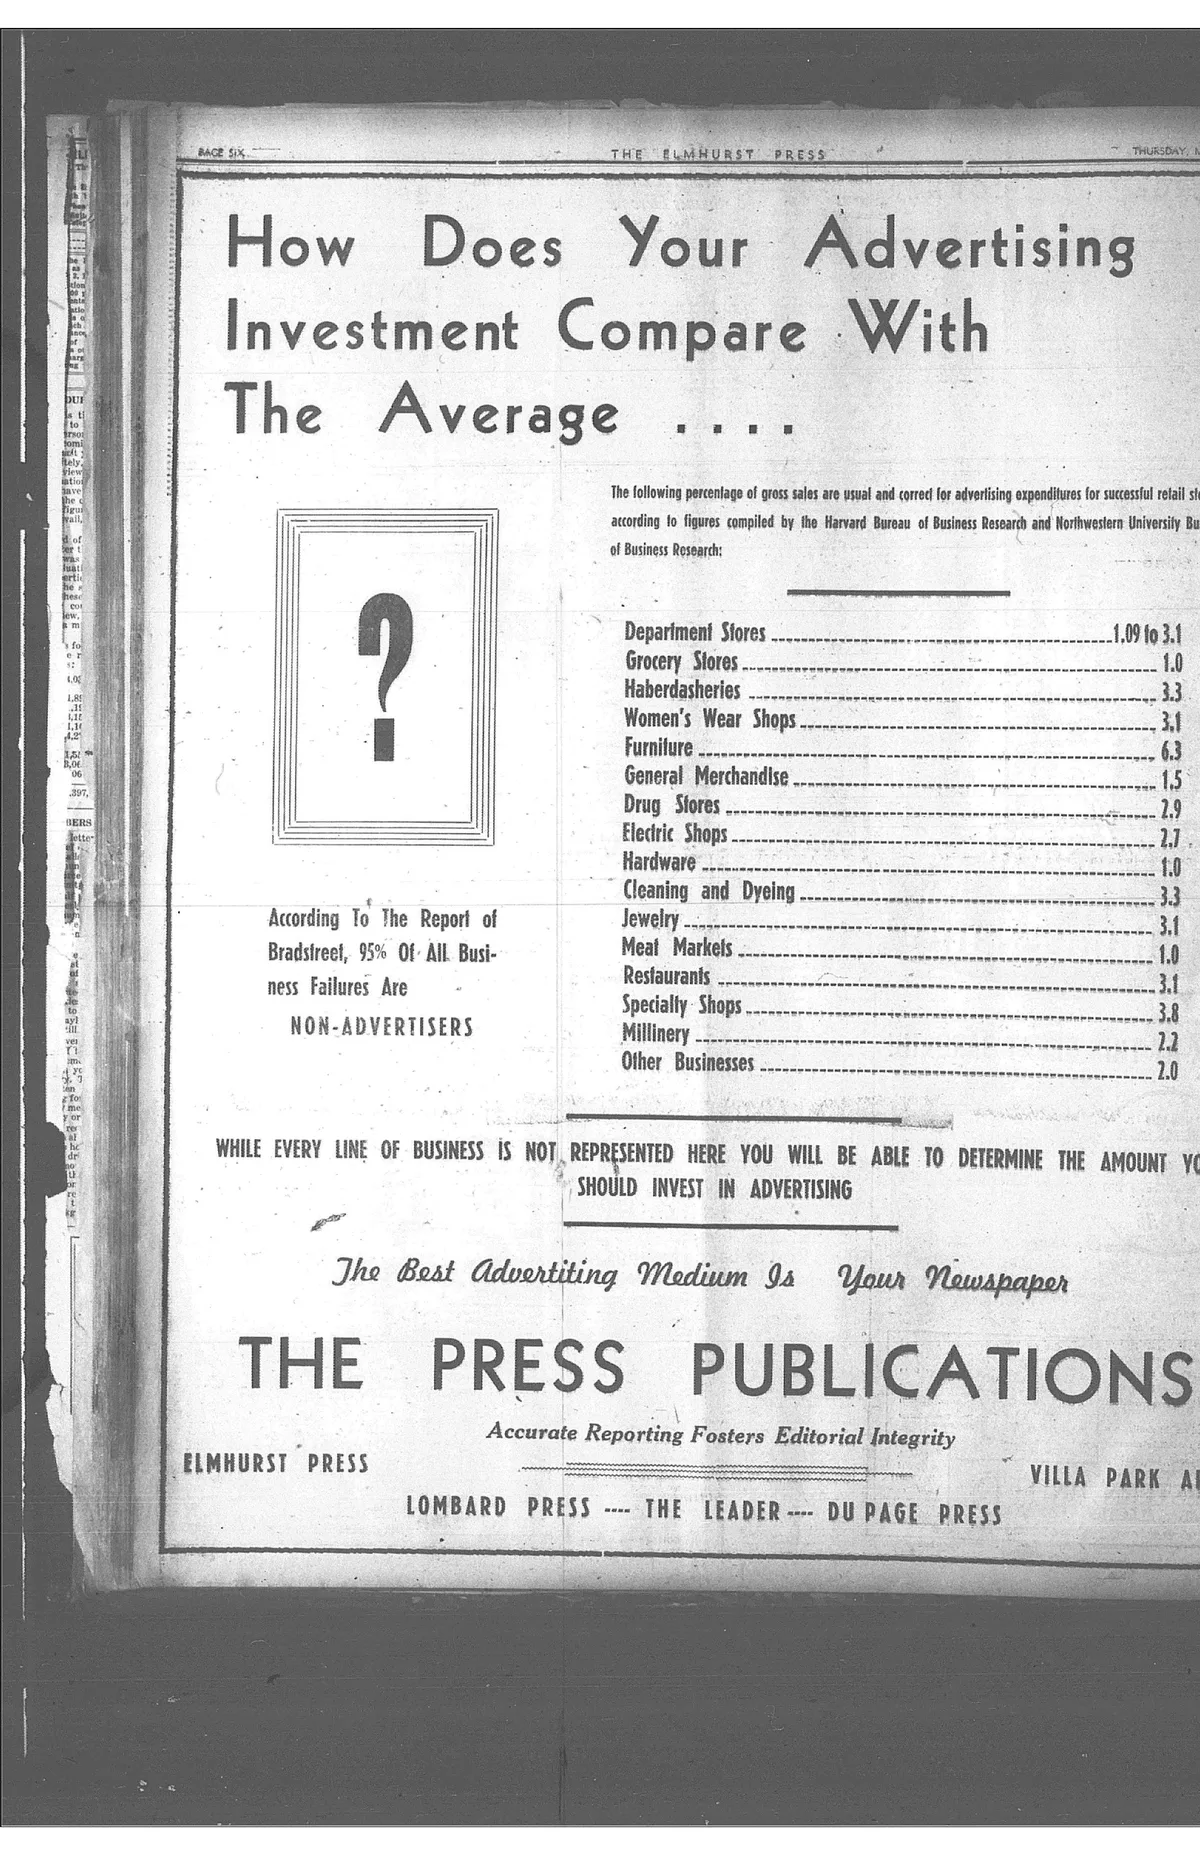 PAGE SIX
THE ELMHURST PRESS
THURSDAY,
How Does Your Advertising
Investment Compare With
The Average ....
The following percentage of gross sales are usual and correct for advertising expenditures for successful retail
according to figures compiled by the Harvard Bureau of Business Research and Northwestern University
of Business Research:
?
Department Stores 1.09 to 3.1
Grocery Stores 1.0
Haberdasheries 3.3
Women's Wear Shops 3.1
Furniture 6.3
General Merchandise 1.5
Drug Stores 2.9
Electric Shops 2.7
Hardware 1.0
Cleaning and Dyeing 3.3
Jewelry 3.1
Meat Markets 1.0
Restaurants 3.1
Specialty Shops 3.8
Millinery 2.2
Other Businesses 2.0
According To The Report of
Bradstreet, 95% Of All Busi-
ness Failures Are
NON-ADVERTISERS
WHILE EVERY LINE OF BUSINESS IS NOT REPRESENTED HERE YOU WILL BE ABLE TO DETERMINE THE AMOUNT
SHOULD INVEST IN ADVERTISING
The Best Advertiting Medium Is Your Newspaper
THE PRESS PUBLICATIONS
Accurate Reporting Fosters Editorial Integrity
ELMHURST PRESS
VILLA PARK
LOMBARD PRESS ---- THE LEADER ---- DU PAGE PRESS